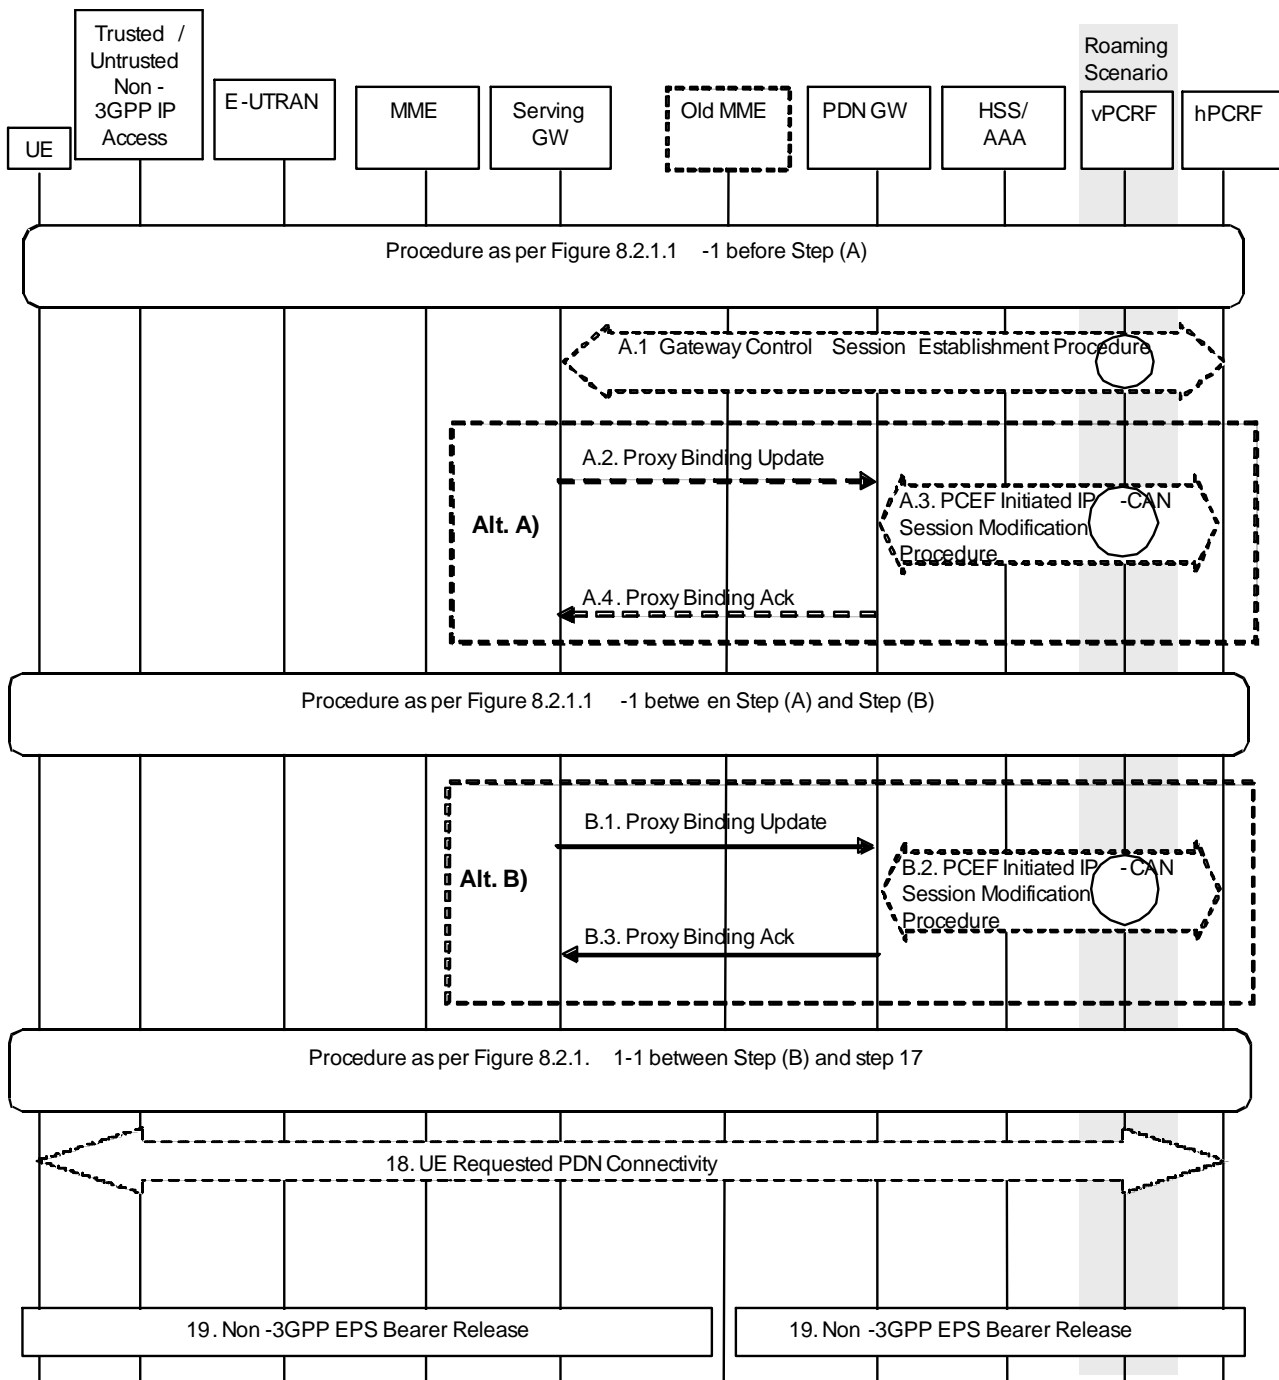 Trusted /
Untrusted
Non -
3GPP IP
Access
UE
E-UTRAN
MME
Serving
GW
Old MME
PDN GW
HSS/
AAA
Roaming
Scenario
vPCRF
hPCRF
Procedure as per Figure 8.2.1.1 -1 before Step (A)
A.1 Gateway Control Session Establishment Procedure
A.2. Proxy Binding Update
Alt. A)
A.3. PCEF Initiated IP -CAN
Session Modification
Procedure
A.4. Proxy Binding Ack
Procedure as per Figure 8.2.1.1 -1 betwe en Step (A) and Step (B)
B.1. Proxy Binding Update
Alt. B)
B.2. PCEF Initiated IP -CAN
Session Modification
Procedure
B.3. Proxy Binding Ack
Procedure as per Figure 8.2.1. 1-1 between Step (B) and step 17
18. UE Requested PDN Connectivity
19. Non -3GPP EPS Bearer Release
19. Non -3GPP EPS Bearer Release